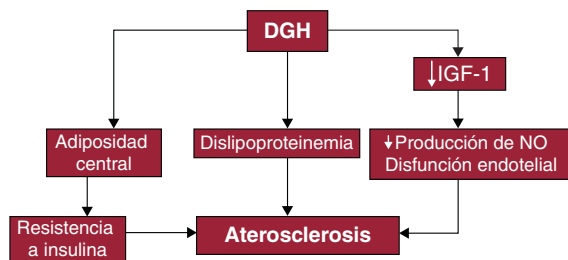 DGH
↓IGF-1
Adiposidad
central
Dislipoproteinemia
↓Producción de NO
Disfunción endotelial
Resistencia
a insulina
Aterosclerosis